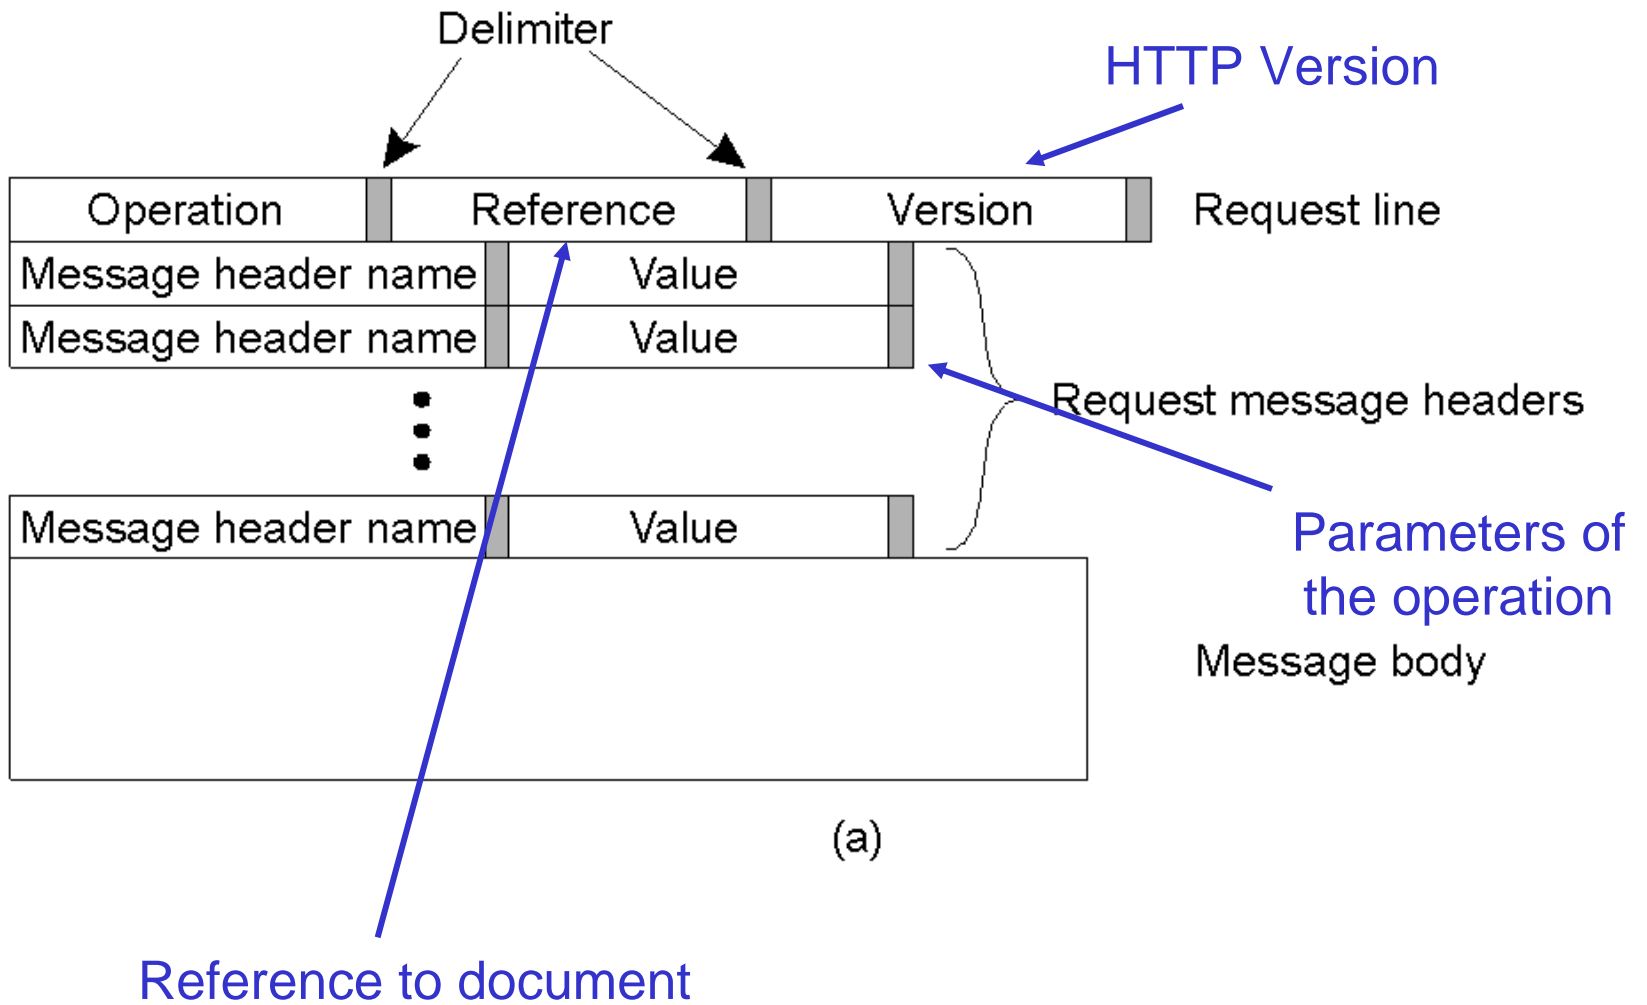 Delimiter
HTTP Version
Operation Reference Version Request line
Message header name Value
Message header name Value
Request message headers
Message header name Value
Parameters of
the operation
Message body
(a)
Reference to document